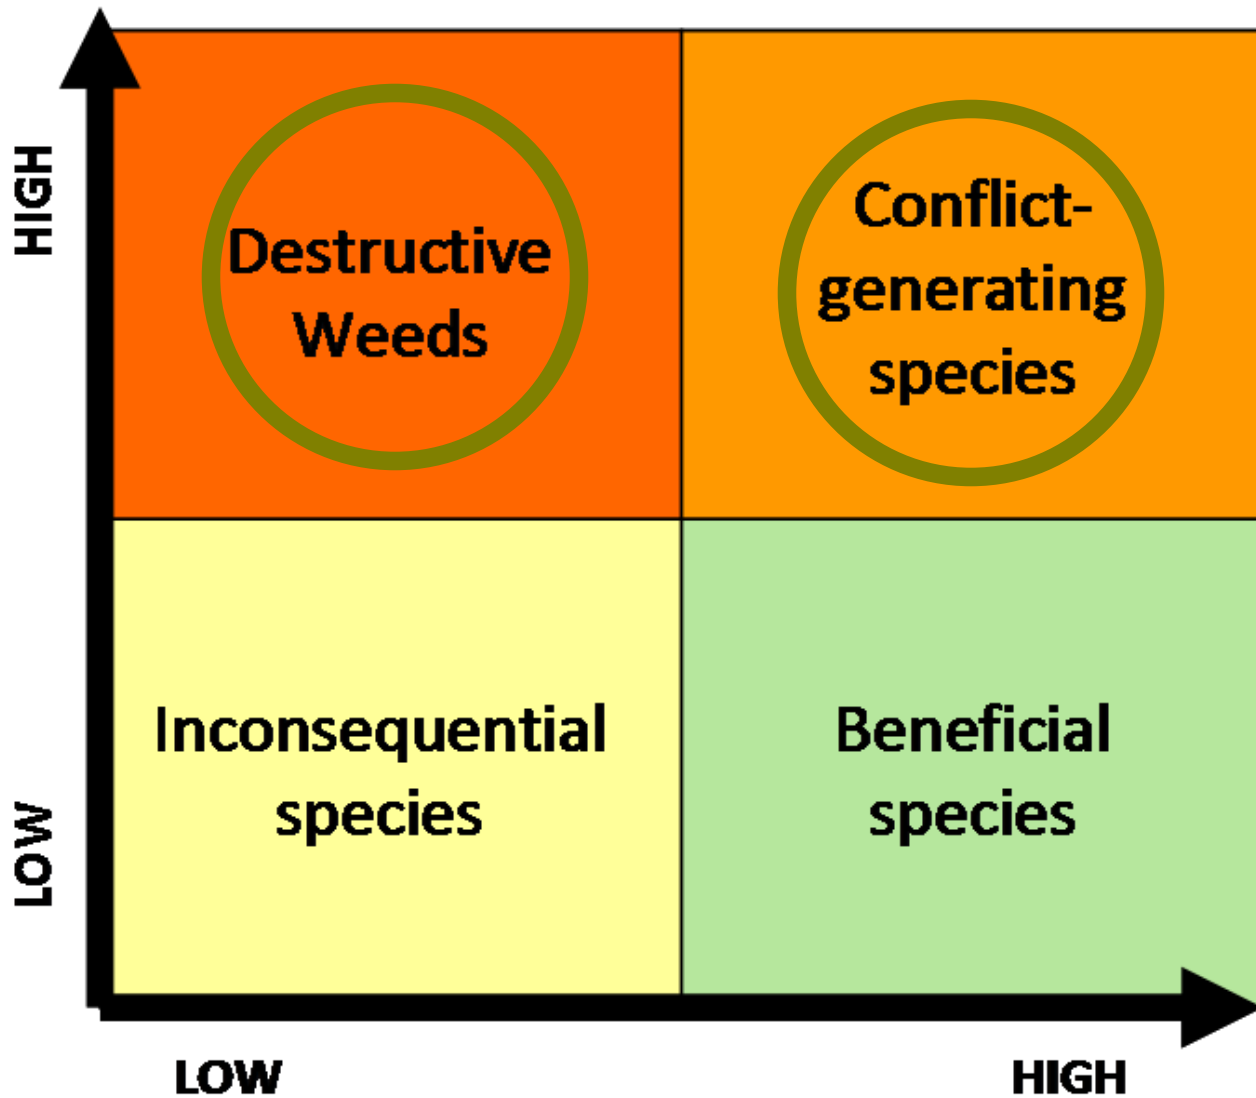 HIGH
Destructive
Weeds
Conflict-
generating
species
LOW
Inconsequential
species
Beneficial
species
LOW
HIGH